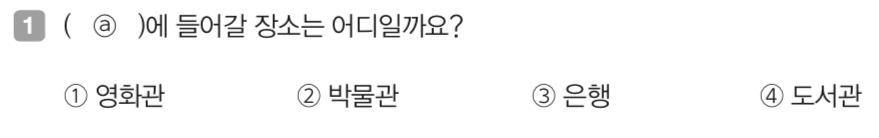 1 ( ⓐ )에 들어갈 장소는 어디일까요?
① 영화관 ② 박물관 ③ 은행 ④ 도서관